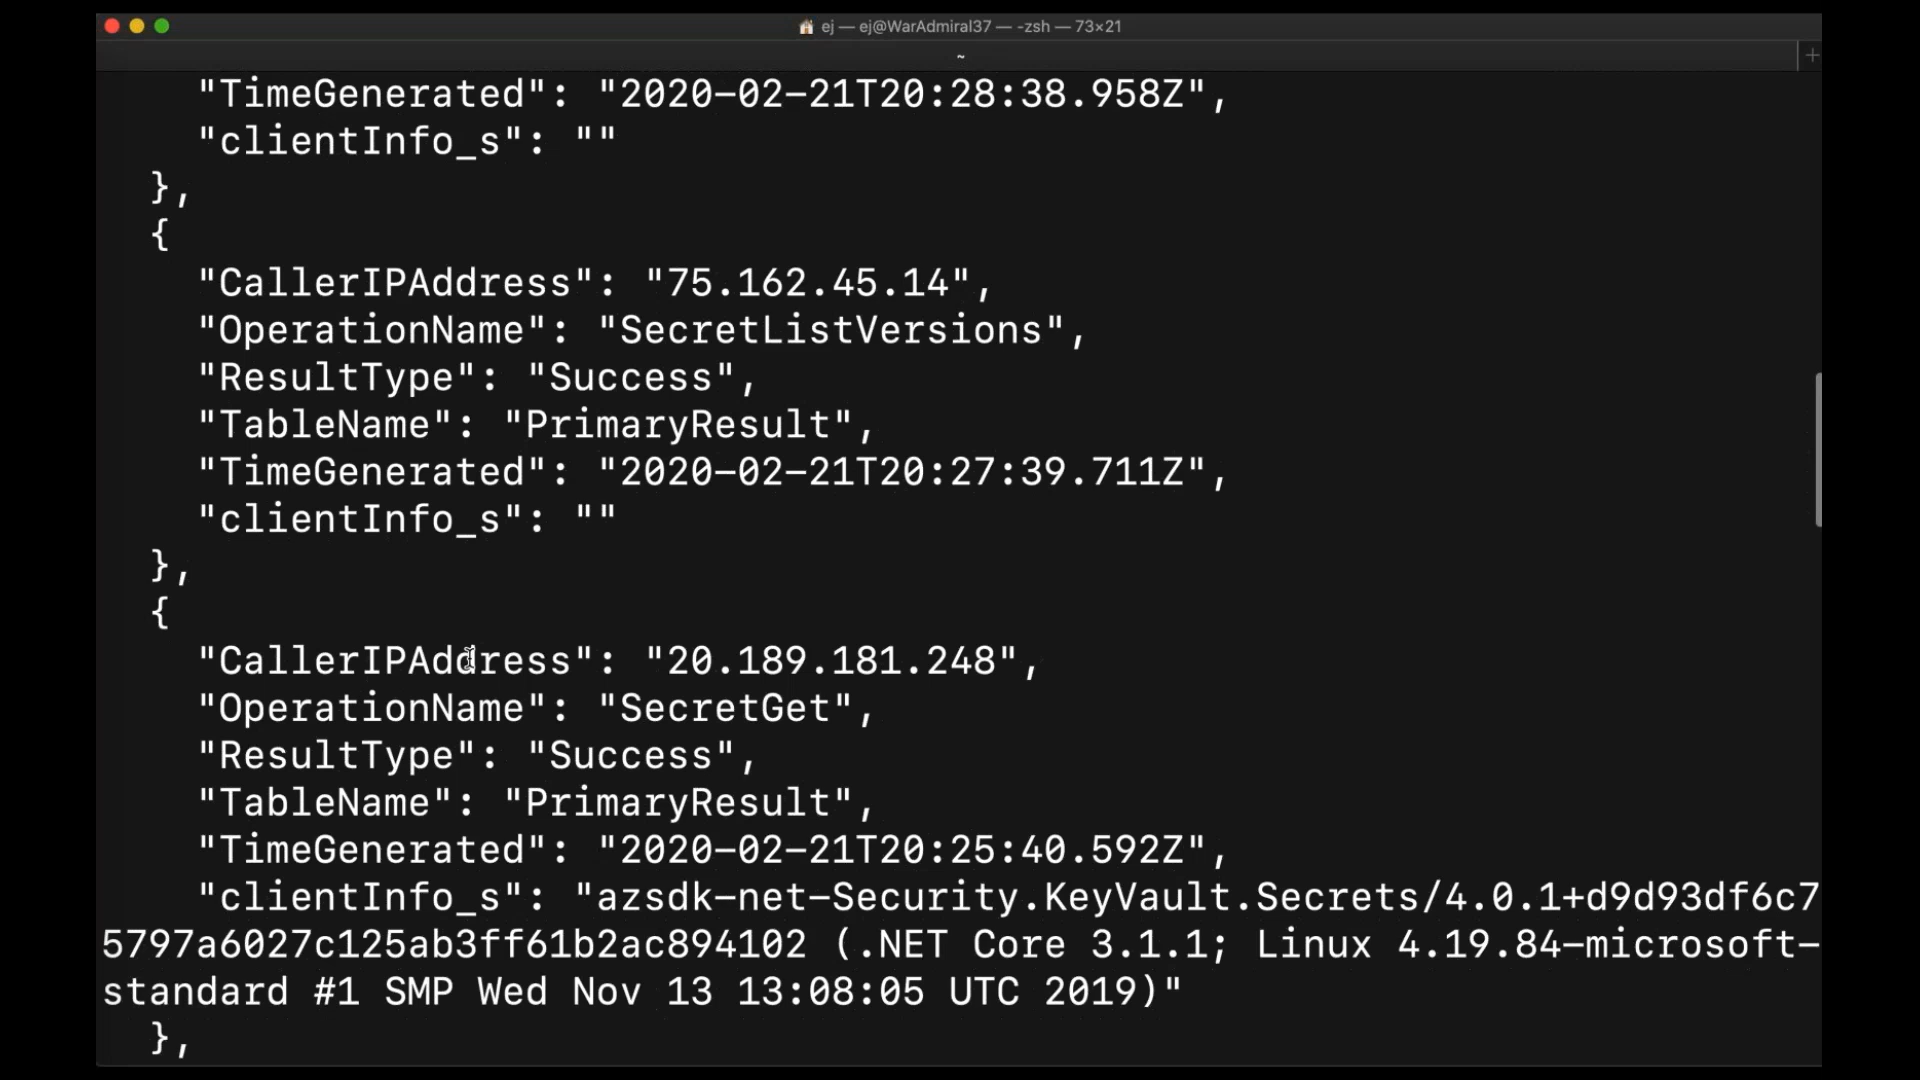 ej — ej@WarAdmiral37 — -zsh — 73×21
~
"TimeGenerated": "2020-02-21T20:28:38.958Z",
"clientInfo_s": ""
},
{
"CallerIPAddress": "75.162.45.14",
"OperationName": "SecretListVersions",
"ResultType": "Success",
"TableName": "PrimaryResult",
"TimeGenerated": "2020-02-21T20:27:39.711Z",
"clientInfo_s": ""
},
{
"CallerIPAddress": "20.189.181.248",
"OperationName": "SecretGet",
"ResultType": "Success",
"TableName": "PrimaryResult",
"TimeGenerated": "2020-02-21T20:25:40.592Z",
"clientInfo_s": "azsdk-net-Security.KeyVault.Secrets/4.0.1+d9d93df6c7
5797a6027c125ab3ff61b2ac894102 (.NET Core 3.1.1; Linux 4.19.84-microsoft-
standard #1 SMP Wed Nov 13 13:08:05 UTC 2019)"
},